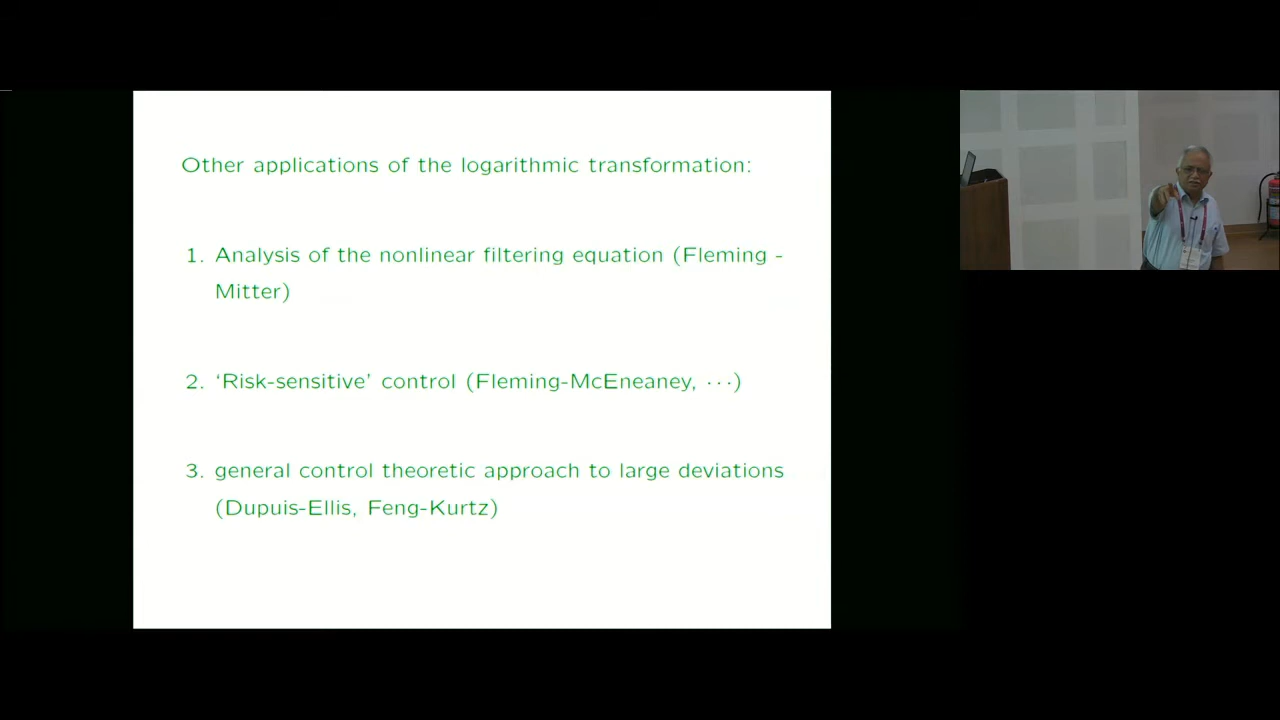 Other applications of the logarithmic transformation:
1. Analysis of the nonlinear filtering equation (Fleming -
Mitter)
2. ‘Risk-sensitive’ control (Fleming-McEneaney, ···)
3. general control theoretic approach to large deviations
(Dupuis-Ellis, Feng-Kurtz)